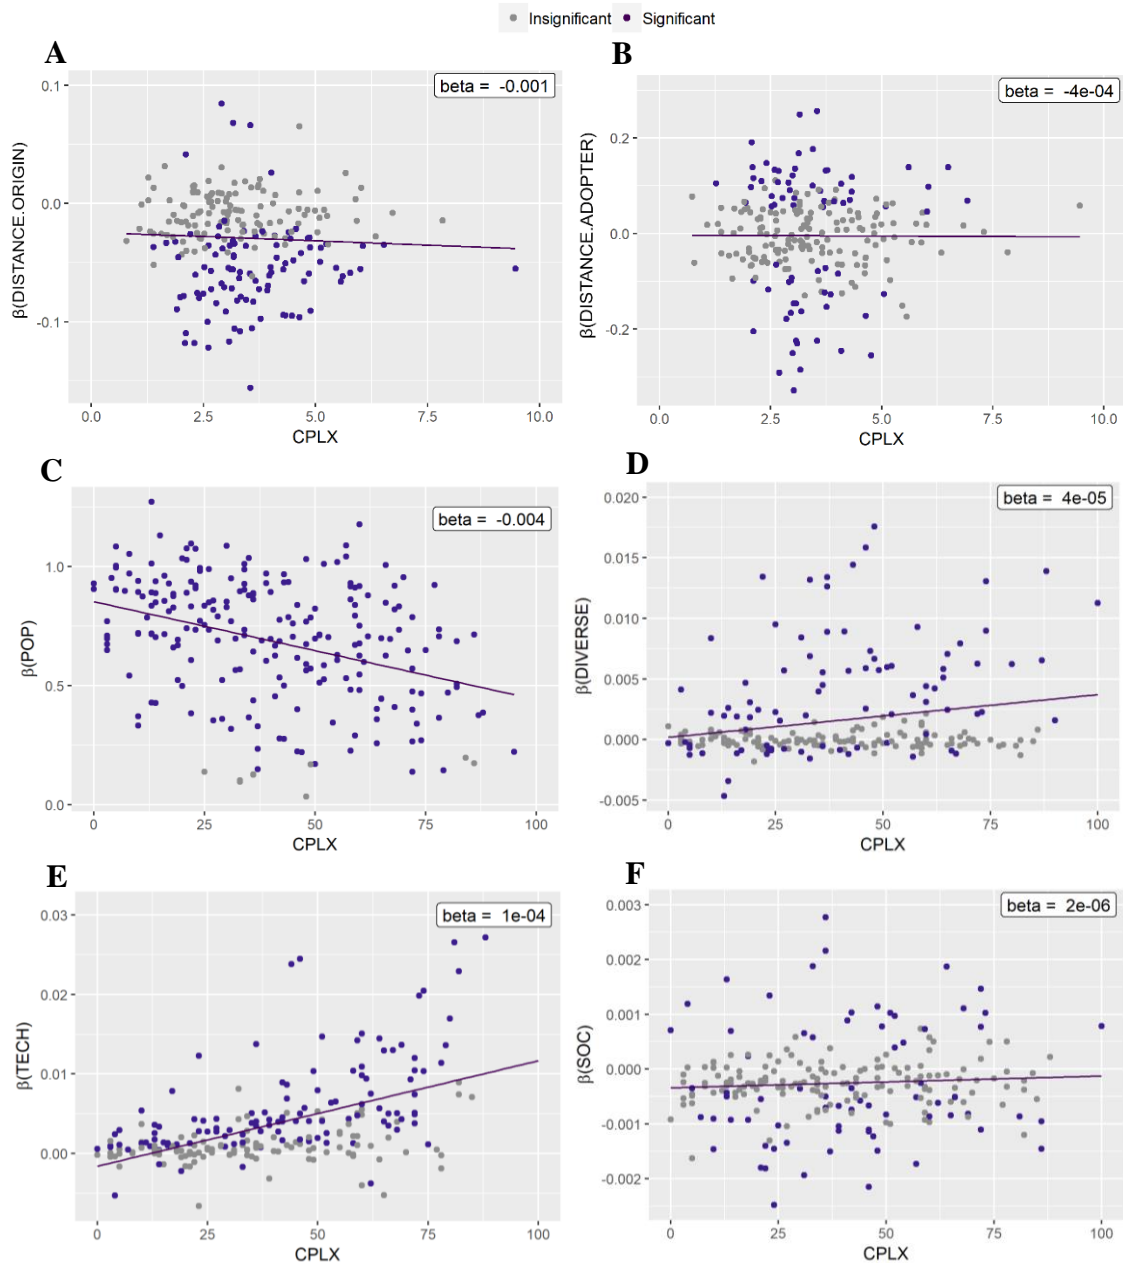 Insignificant Significant
A
beta = -0.001
0.1
0.0
-0.1
β(DISTANCE.ORIGIN)
0.0 2.5 5.0 7.5 10.0
CPLX
B
beta = -4e-04
0.2
0.0
-0.2
β(DISTANCE.ADOPTER)
0.0 2.5 5.0 7.5 10.0
CPLX
C
beta = -0.004
1.0
0.5
0.0
β(POP)
0 25 50 75 100
CPLX
D
beta = 4e-05
0.020
0.015
0.010
0.005
0.000
-0.005
β(DIVERSE)
0 25 50 75 100
CPLX
E
beta = 1e-04
0.03
0.02
0.01
0.00
β(TECH)
0 25 50 75 100
CPLX
F
beta = 2e-06
0.003
0.002
0.001
0.000
-0.001
-0.002
β(SOC)
0 25 50 75 100
CPLX